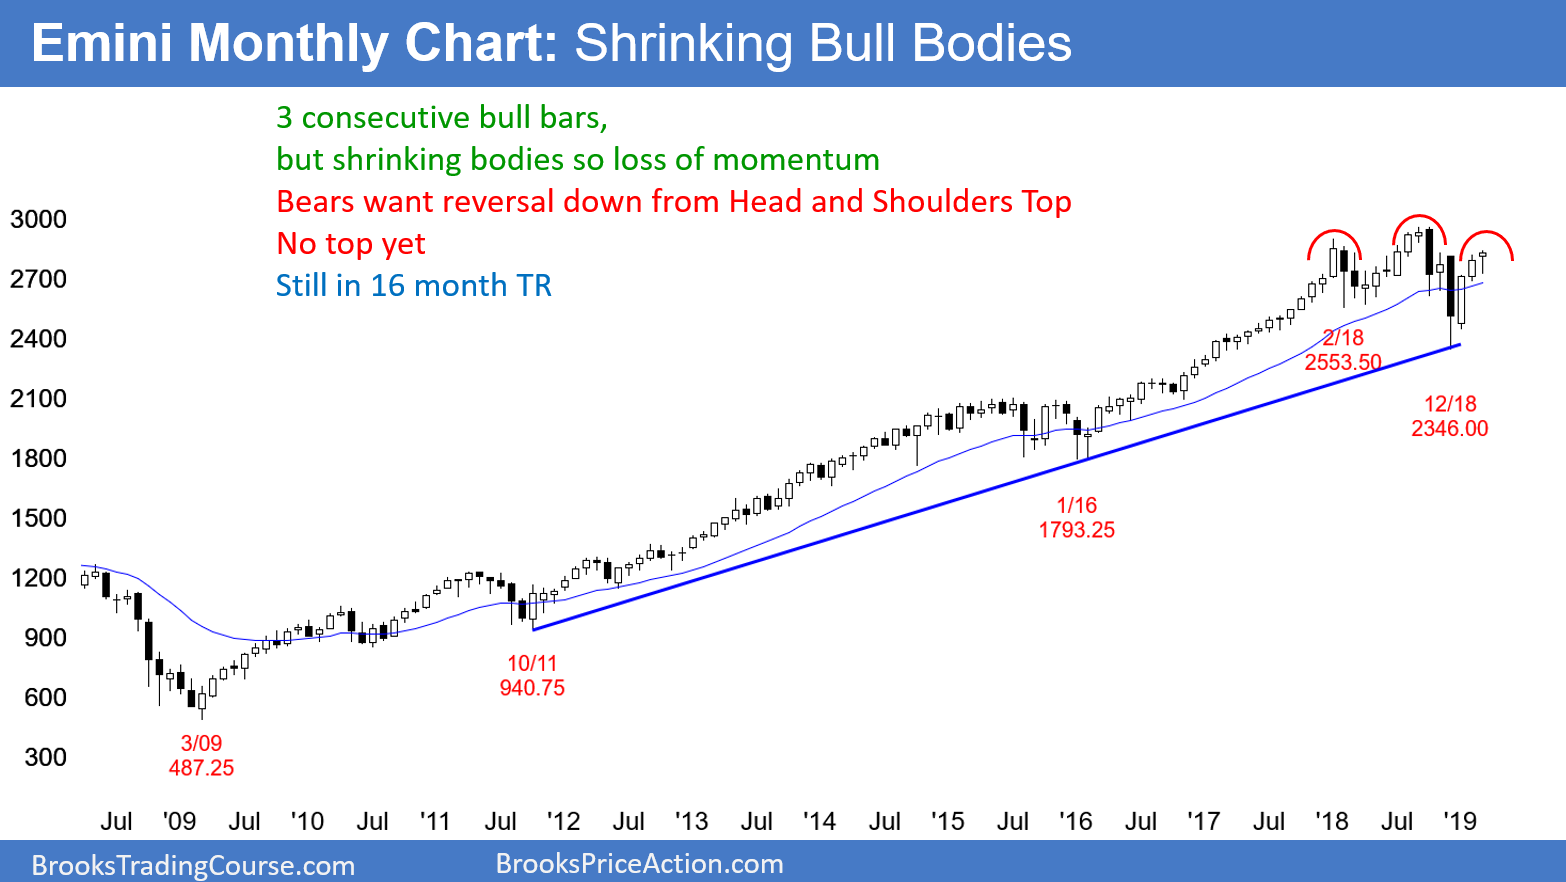 Emini Monthly Chart: Shrinking Bull Bodies
3 consecutive bull bars,
but shrinking bodies so loss of momentum
Bears want reversal down from Head and Shoulders Top
No top yet
Still in 16 month TR
3000
2700
2400
2100
1800
1500
1200
900
600
300
2/18
2553.50
12/18
2346.00
1/16
1793.25
10/11
940.75
3/09
487.25
Jul '09 Jul '10 Jul '11 Jul '12 Jul '13 Jul '14 Jul '15 Jul '16 Jul '17 Jul '18 Jul '19
BrooksTradingCourse.com BrooksPriceAction.com